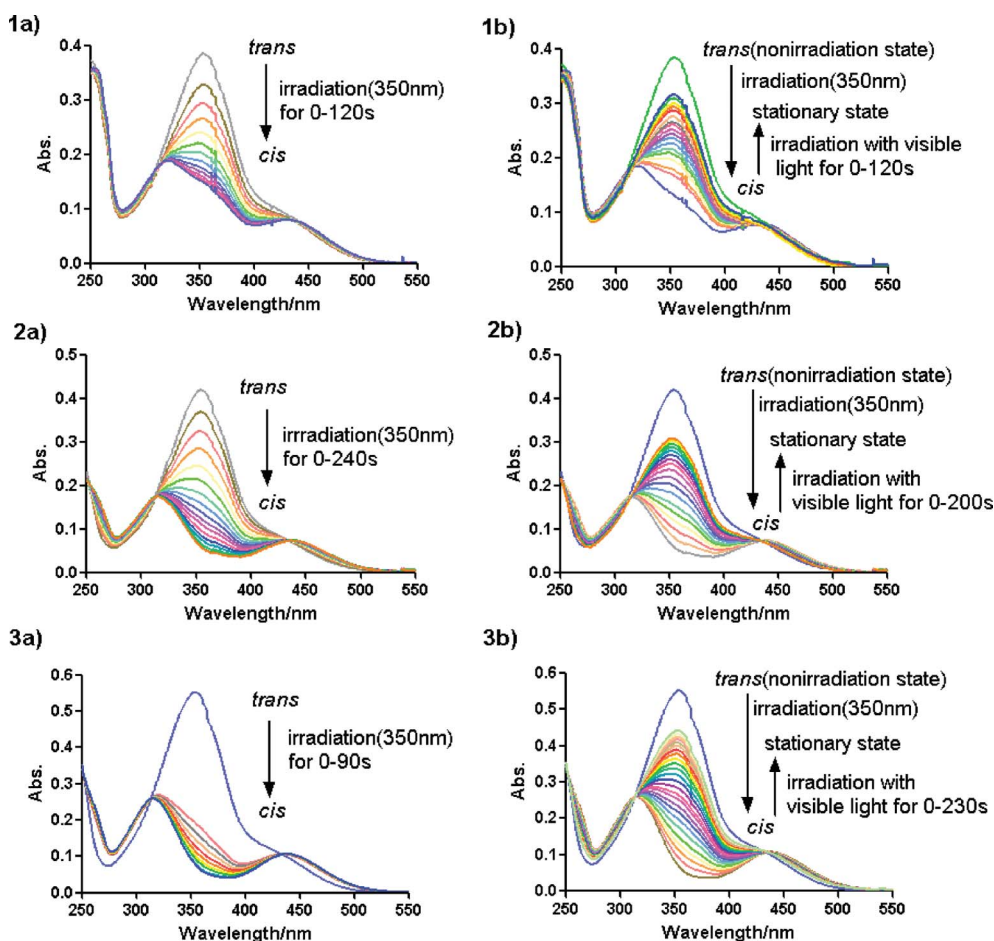 1a)
0.4
0.3
0.2
0.1
0.0
Abs.
250 300 350 400 450 500 550
Wavelength/nm
trans
irradiation(350nm)
for 0-120s
cis
1b)
0.4
0.3
0.2
0.1
0.0
Abs.
250 300 350 400 450 500 550
Wavelength/nm
trans(nonirradiation state)
irradiation(350nm)
stationary state
irradiation with visible
light for 0-120s
cis
2a)
0.5
0.4
0.3
0.2
0.1
0.0
Abs.
250 300 350 400 450 500 550
Wavelength/nm
trans
irrradiation(350nm)
for 0-240s
cis
2b)
0.5
0.4
0.3
0.2
0.1
0.0
Abs.
250 300 350 400 450 500 550
Wavelength/nm
trans(nonirradiation state)
irradiation(350nm)
stationary state
irradiation with
visible light for 0-200s
cis
3a)
0.6
0.5
0.4
0.3
0.2
0.1
0.0
Abs.
250 300 350 400 450 500 550
Wavelength/nm
trans
irradiation(350nm)
for 0-90s
cis
3b)
0.6
0.5
0.4
0.3
0.2
0.1
0.0
Abs.
250 300 350 400 450 500 550
Wavelength/nm
trans(nonirradiation state)
irradiation(350nm)
stationary state
irradiation with
visible light for 0-230s
cis